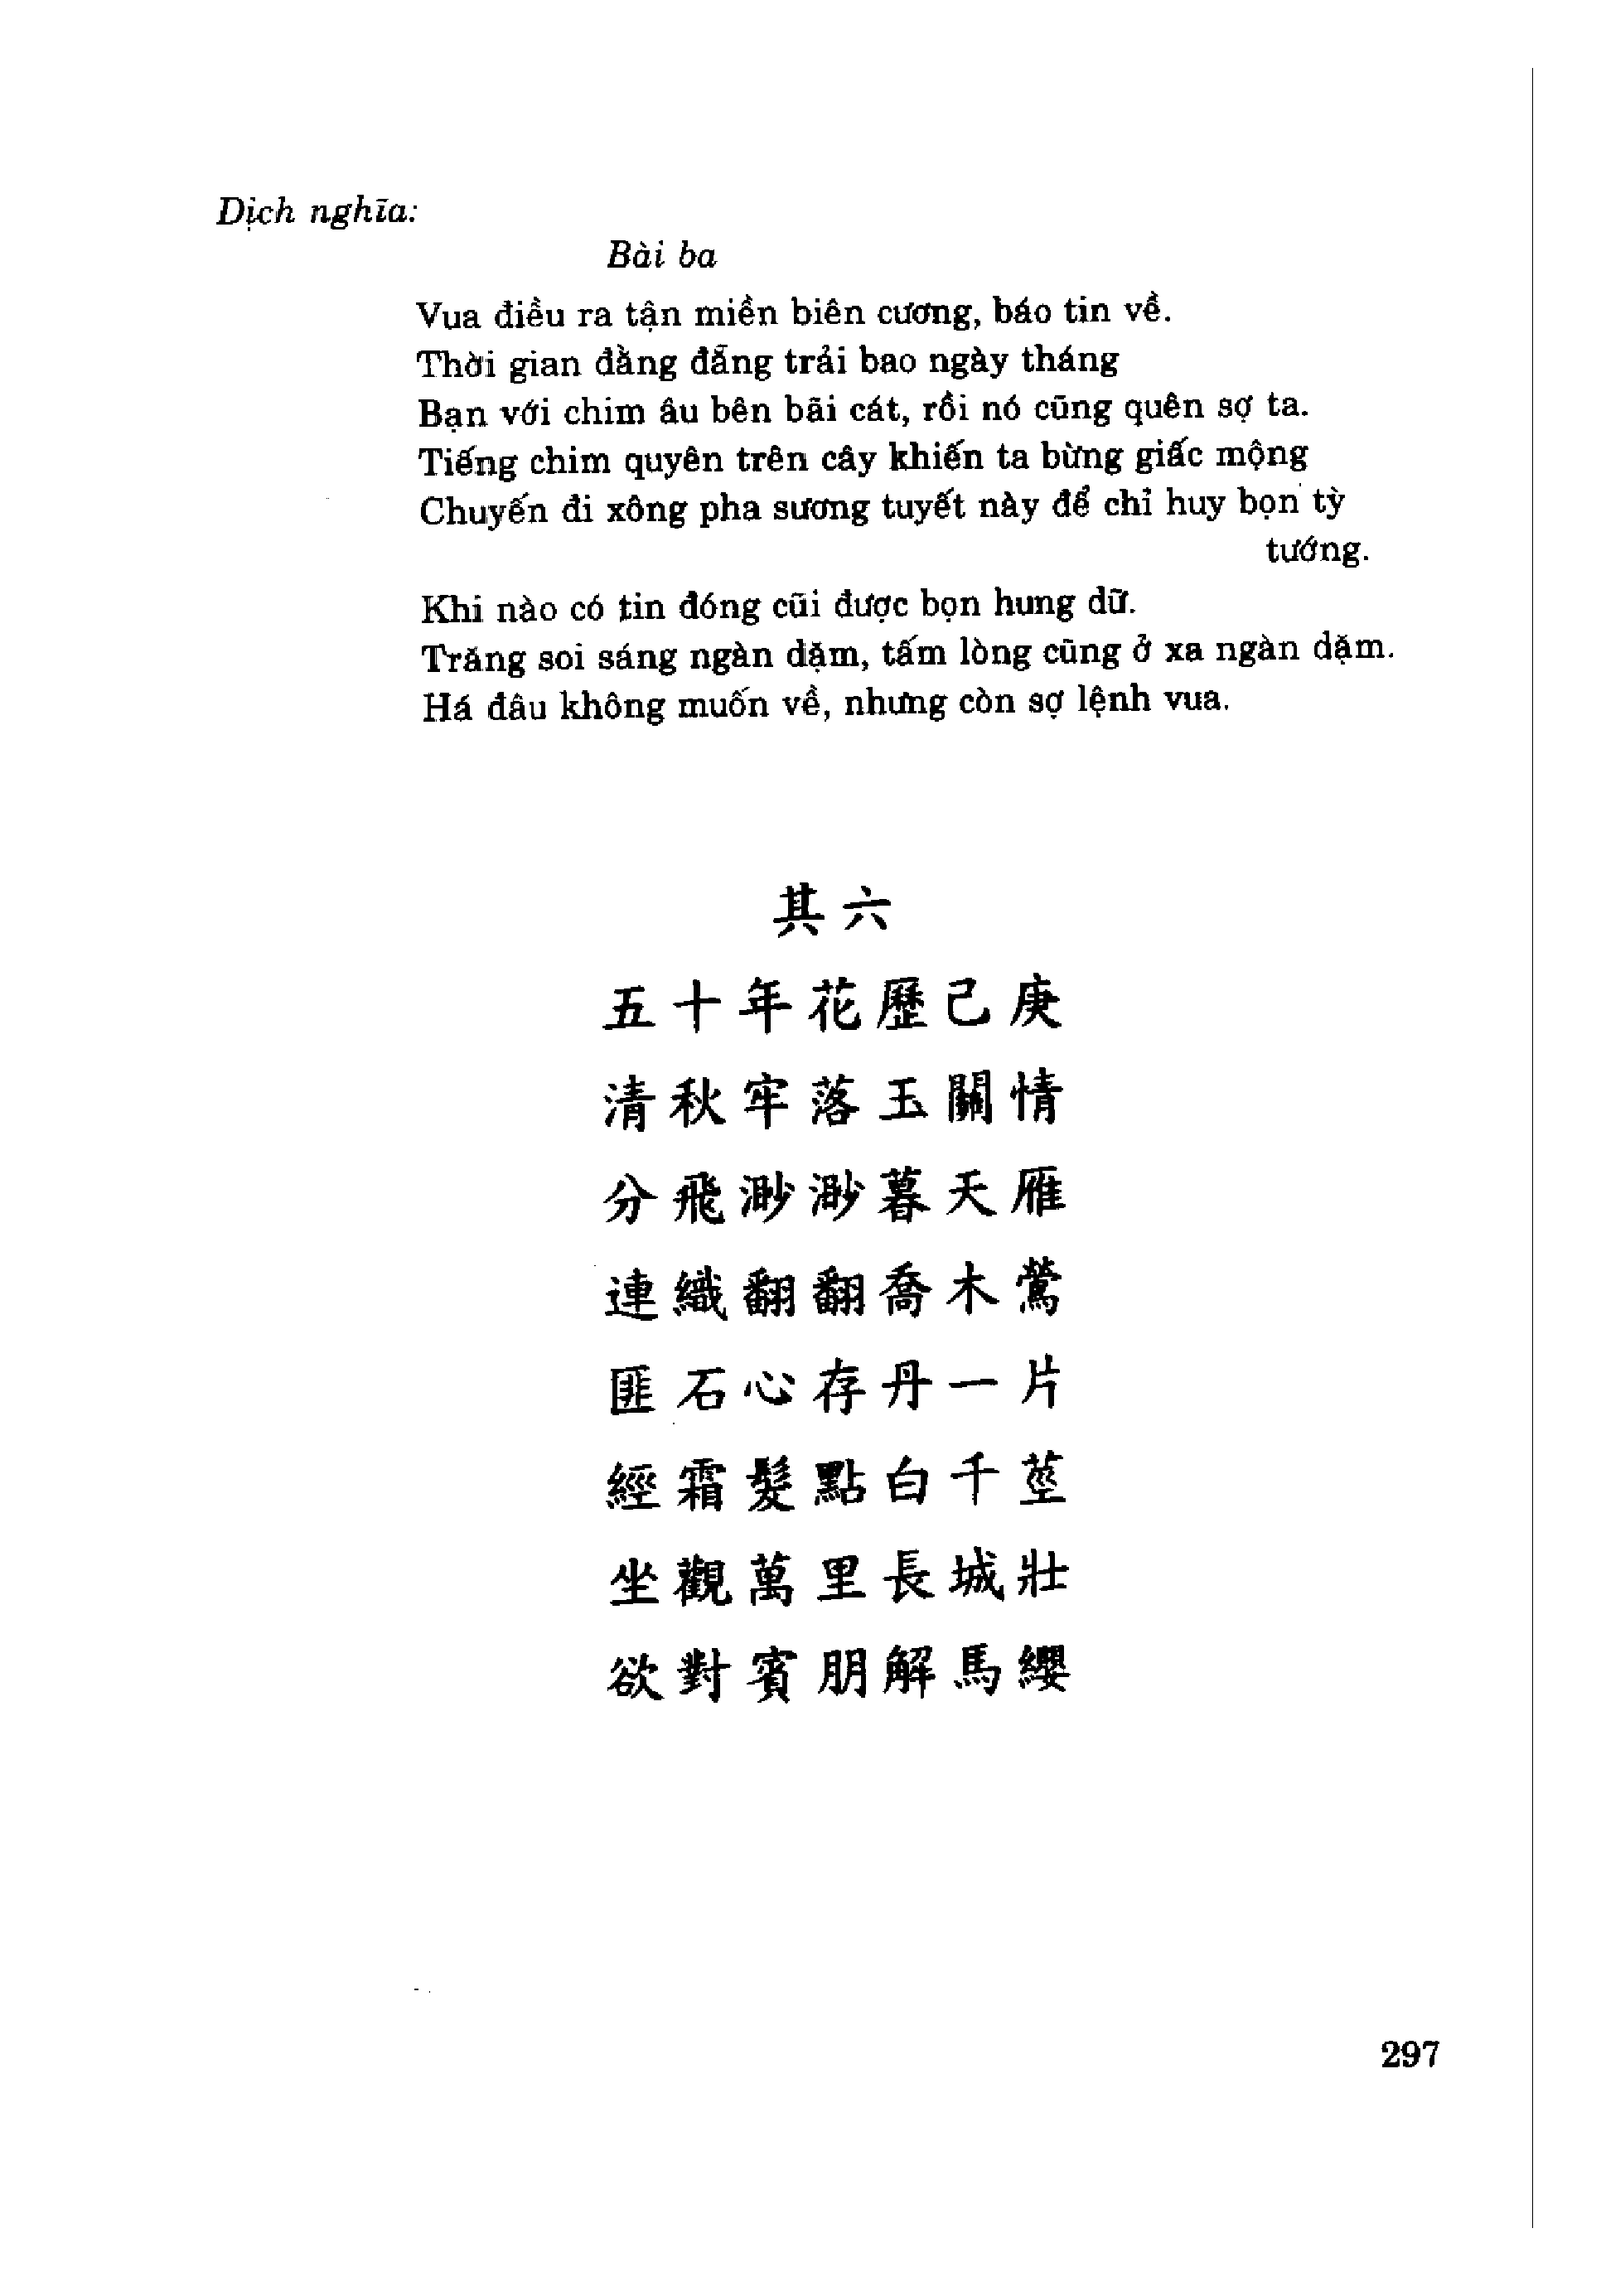 Dịch nghĩa:
Bài ba
Vua điều ra tận miền biên cương, báo tin về.
Thời gian đằng đẵng trải bao ngày tháng
Bạn với chim âu bên bãi cát, rồi nó cũng quên sợ ta.
Tiếng chim quyên trên cây khiến ta bừng giấc mộng
Chuyến đi xông pha sương tuyết này để chỉ huy bọn tỳ
tướng.
Khi nào có tin đóng cũi được bọn hung dữ.
Trăng soi sáng ngàn dặm, tấm lòng cũng ở xa ngàn dặm.
Há đâu không muốn về, nhưng còn sợ lệnh vua.
其六
五十年花歷己庚
清秋牢落玉關情
分飛渺渺暮天雁
連織翻翻喬木鶯
匪石心存丹一片
經霜髮點白千莖
坐觀萬里長城壯
欲對賓朋解馬纓
297